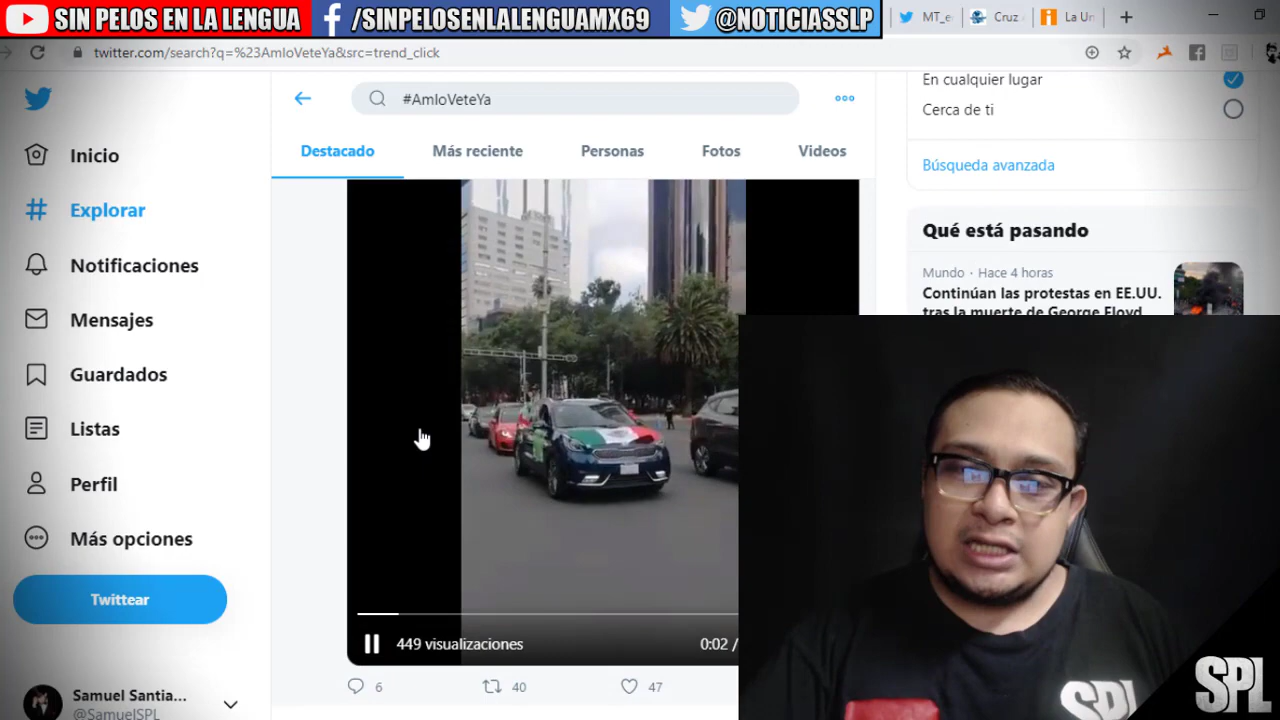 SIN PELOS EN LA LENGUA
/SINPELOSENLALENGUAMX69
@NOTICIASSLP
MT_e
Cruz
La Un
twitter.com/search?q=%23AmloVeteYa&src=trend_click
#AmloVeteYa
Destacado
Más reciente
Personas
Fotos
Videos
Inicio
Explorar
Notificaciones
Mensajes
Guardados
Listas
Perfil
Más opciones
Twittear
Samuel Santia...
@SamuelSPL
449 visualizaciones
0:02 /
6
40
47
En cualquier lugar
Cerca de ti
Búsqueda avanzada
Qué está pasando
Mundo · Hace 4 horas
Continúan las protestas en EE.UU.
tras la muerte de George Floyd
SPL
SPL